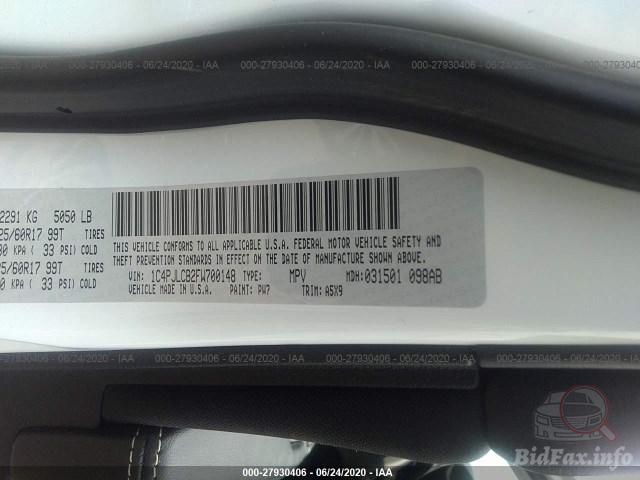 000-27930406 - 06/24/2020 - IAA
000-27930406 - 06/24/2020 - IAA
000-27930406 - 06/24/2020 - IAA
2291 KG 5050 LB
25/60R17 99T TIRES
30 KPA ( 33 PSI) COLD
5/60R17 99T TIRES
0 KPA ( 33 PSI) COLD
THIS VEHICLE CONFORMS TO ALL APPLICABLE U.S.A. FEDERAL MOTOR VEHICLE SAFETY AND
THEFT PREVENTION STANDARDS IN EFFECT ON THE DATE OF MANUFACTURE SHOWN ABOVE.
VIN: 1C4PJLCB2FW700148 TYPE: MPV MDH: 031501 098AB
VEHICLE MADE IN U.S.A. PAINT: PW7 TRIM: A5X9
000-27930406 - 06/24/2020 - IAA
000-27930406 - 06/24/2020 - IAA
000-27930406 - 06/24/2020 - IAA
BidFax.info
000-27930406 - 06/24/2020 - IAA